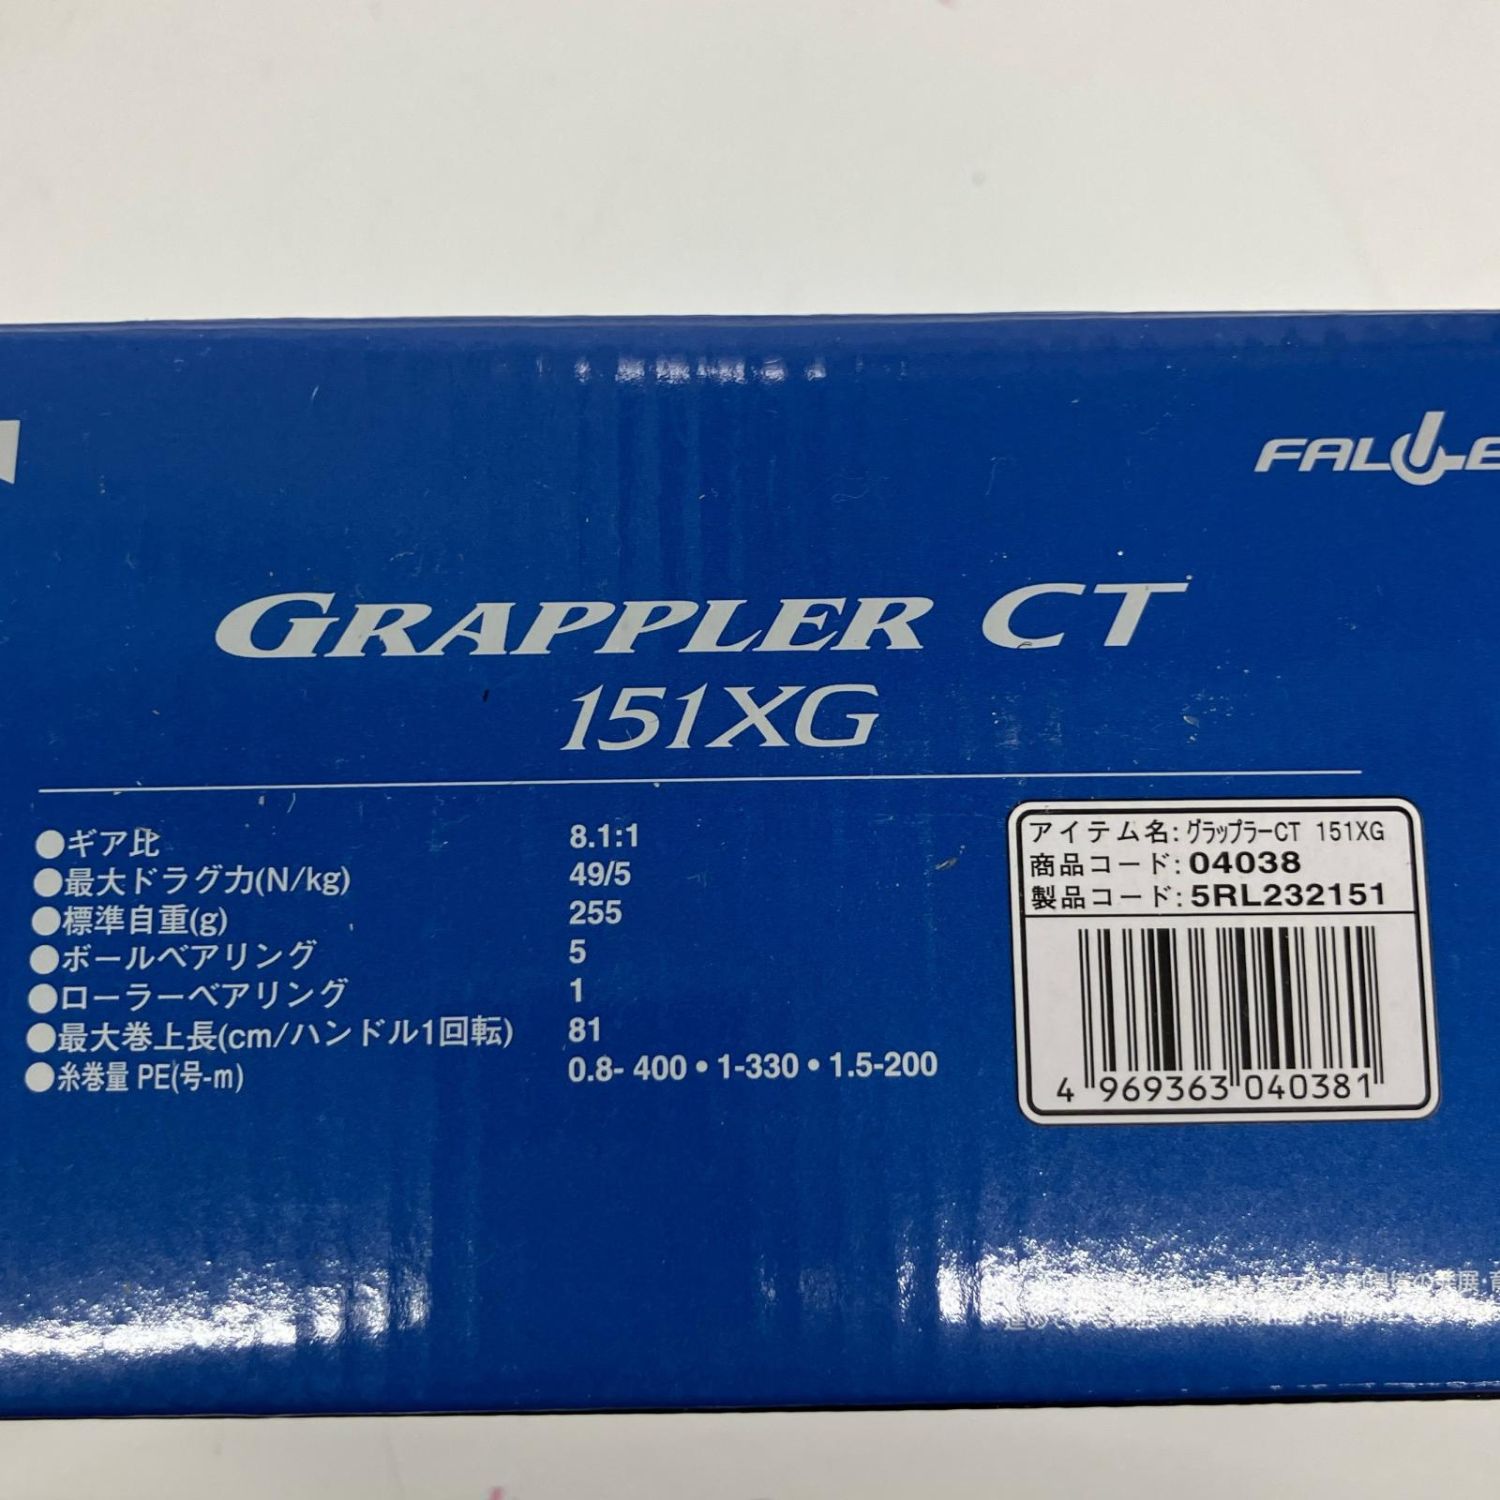 GRAPPLER CT
151XG
●ギア比 8.1:1
●最大ドラグ力(N/kg) 49/5
●標準自重(g) 255
●ボールベアリング 5
●ローラーベアリング 1
●最大巻上長(cm/ハンドル1回転) 81
●糸巻量 PE(号-m) 0.8- 400・1-330・1.5-200
アイテム名: グラップラーCT 151XG
商品コード: 04038
製品コード: 5RL232151
4 969363 040381